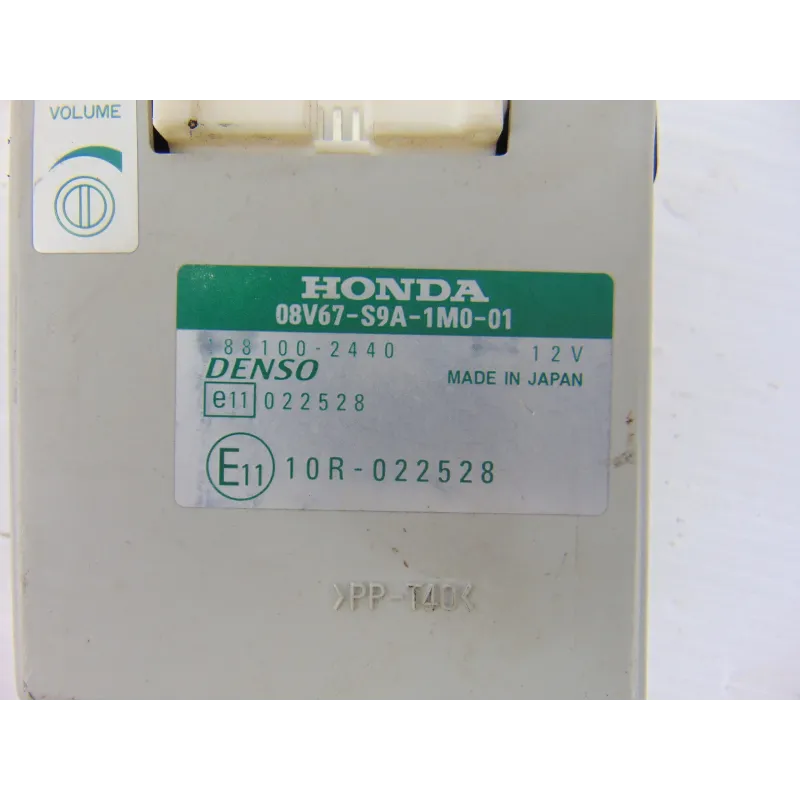 VOLUME
HONDA
08V67-S9A-1M0-01
188100-2440 12V
DENSO MADE IN JAPAN
e11 022528
E11 10R-022528
>PP-T40<